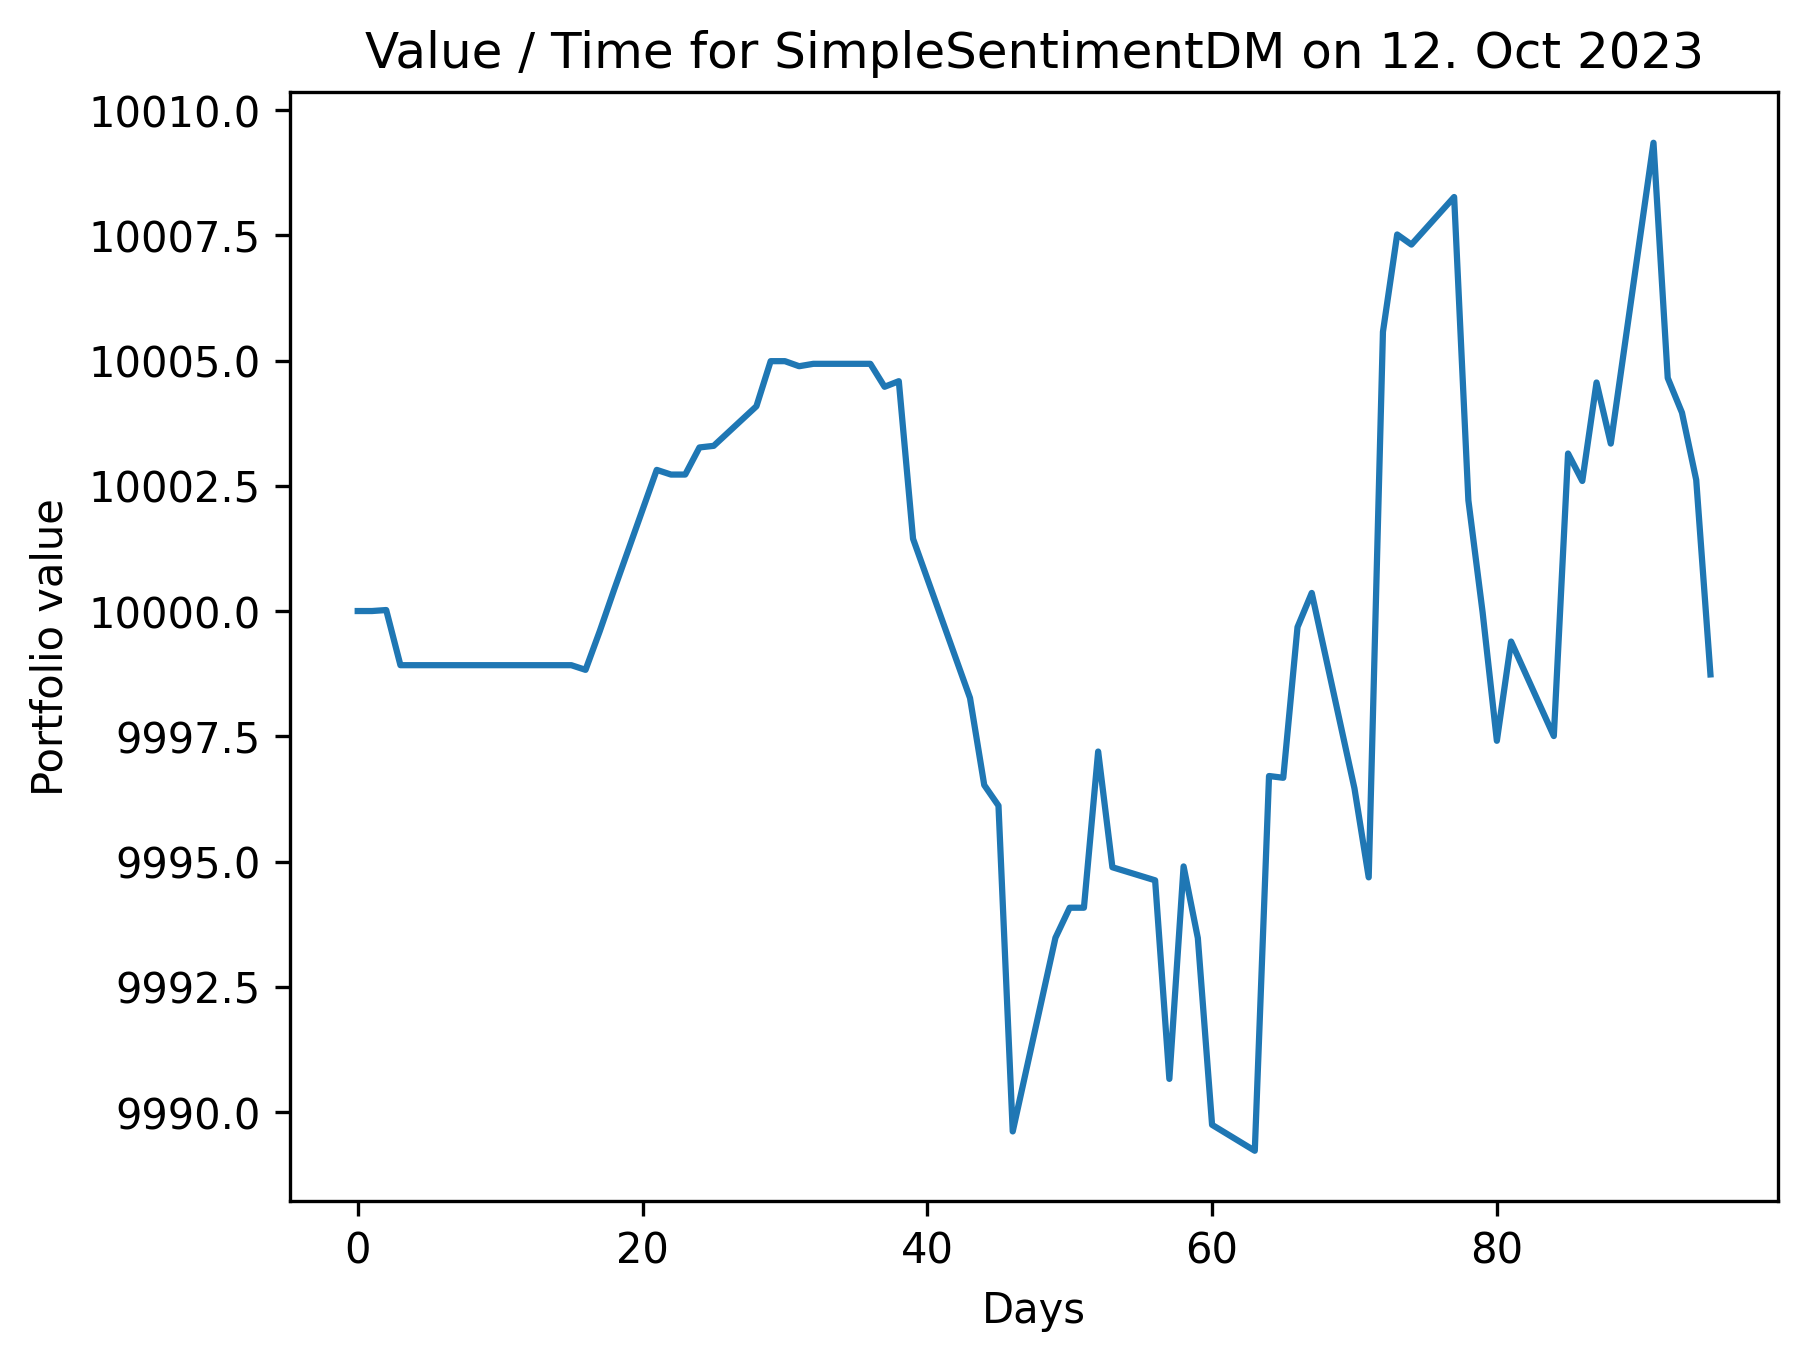 Value / Time for SimpleSentimentDM on 12. Oct 2023
10010.0
10007.5
10005.0
10002.5
10000.0
9997.5
9995.0
9992.5
9990.0
Portfolio value
0 20 40 60 80
Days